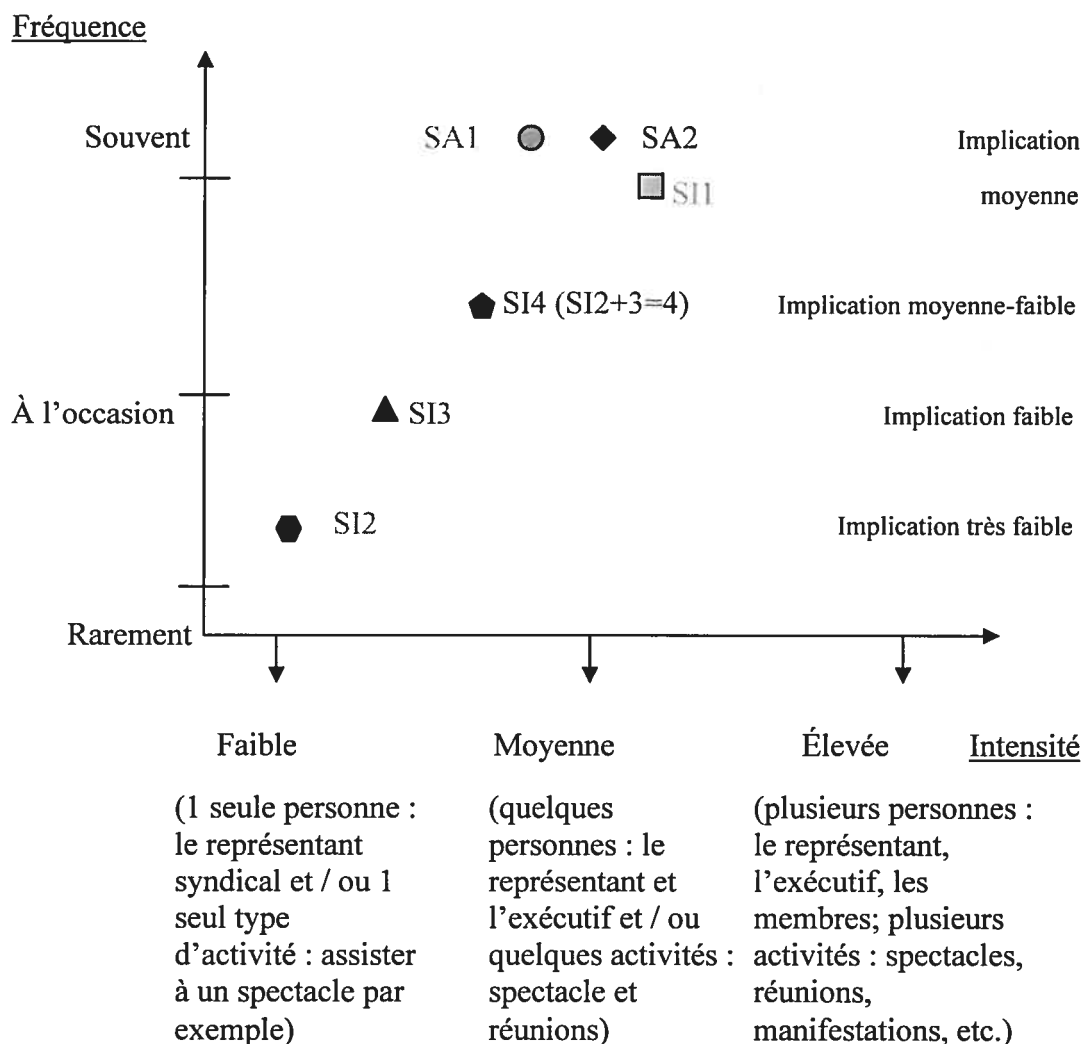 Fréquence
Souvent
SA1
SA2
Implication
moyenne
SI1
SI4 (SI2+3=4)
Implication moyenne-faible
À l’occasion
SI3
Implication faible
SI2
Implication très faible
Rarement
Faible
Moyenne
Élevée
Intensité
(1 seule personne :
le représentant
syndical et / ou 1
seul type
d’activité : assister
à un spectacle par
exemple)
(quelques
personnes : le
représentant et
l’exécutif et / ou
quelques activités :
spectacle et
réunions)
(plusieurs personnes :
le représentant,
l’exécutif, les
membres; plusieurs
activités : spectacles,
réunions,
manifestations, etc.)